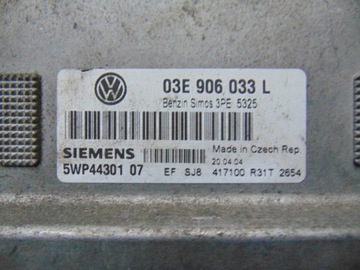 03E 906 033 L
Benzin Simos 3PE 5325
SIEMENS
Made in Czech Rep.
20.04.04
5WP44301 07
EF SJ8 417100 R31T 2654